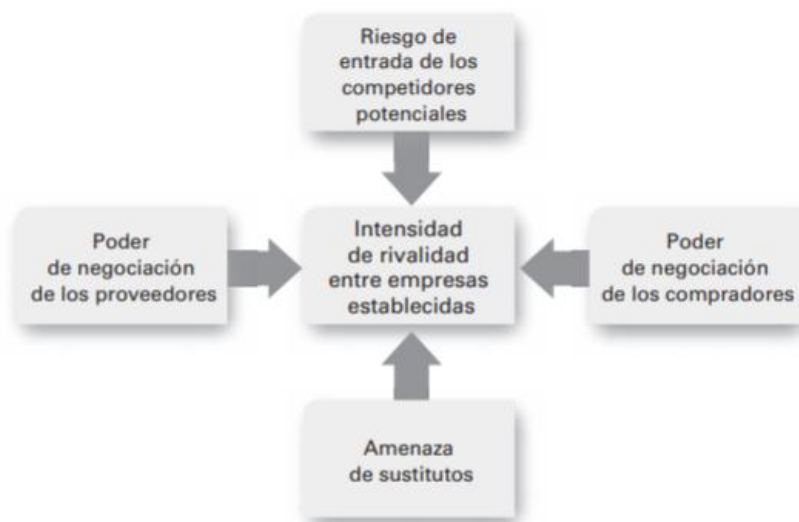 Riesgo de
entrada de los
competidores
potenciales
Poder
de negociación
de los proveedores
Intensidad
de rivalidad
entre empresas
establecidas
Poder
de negociación
de los compradores
Amenaza
de sustitutos